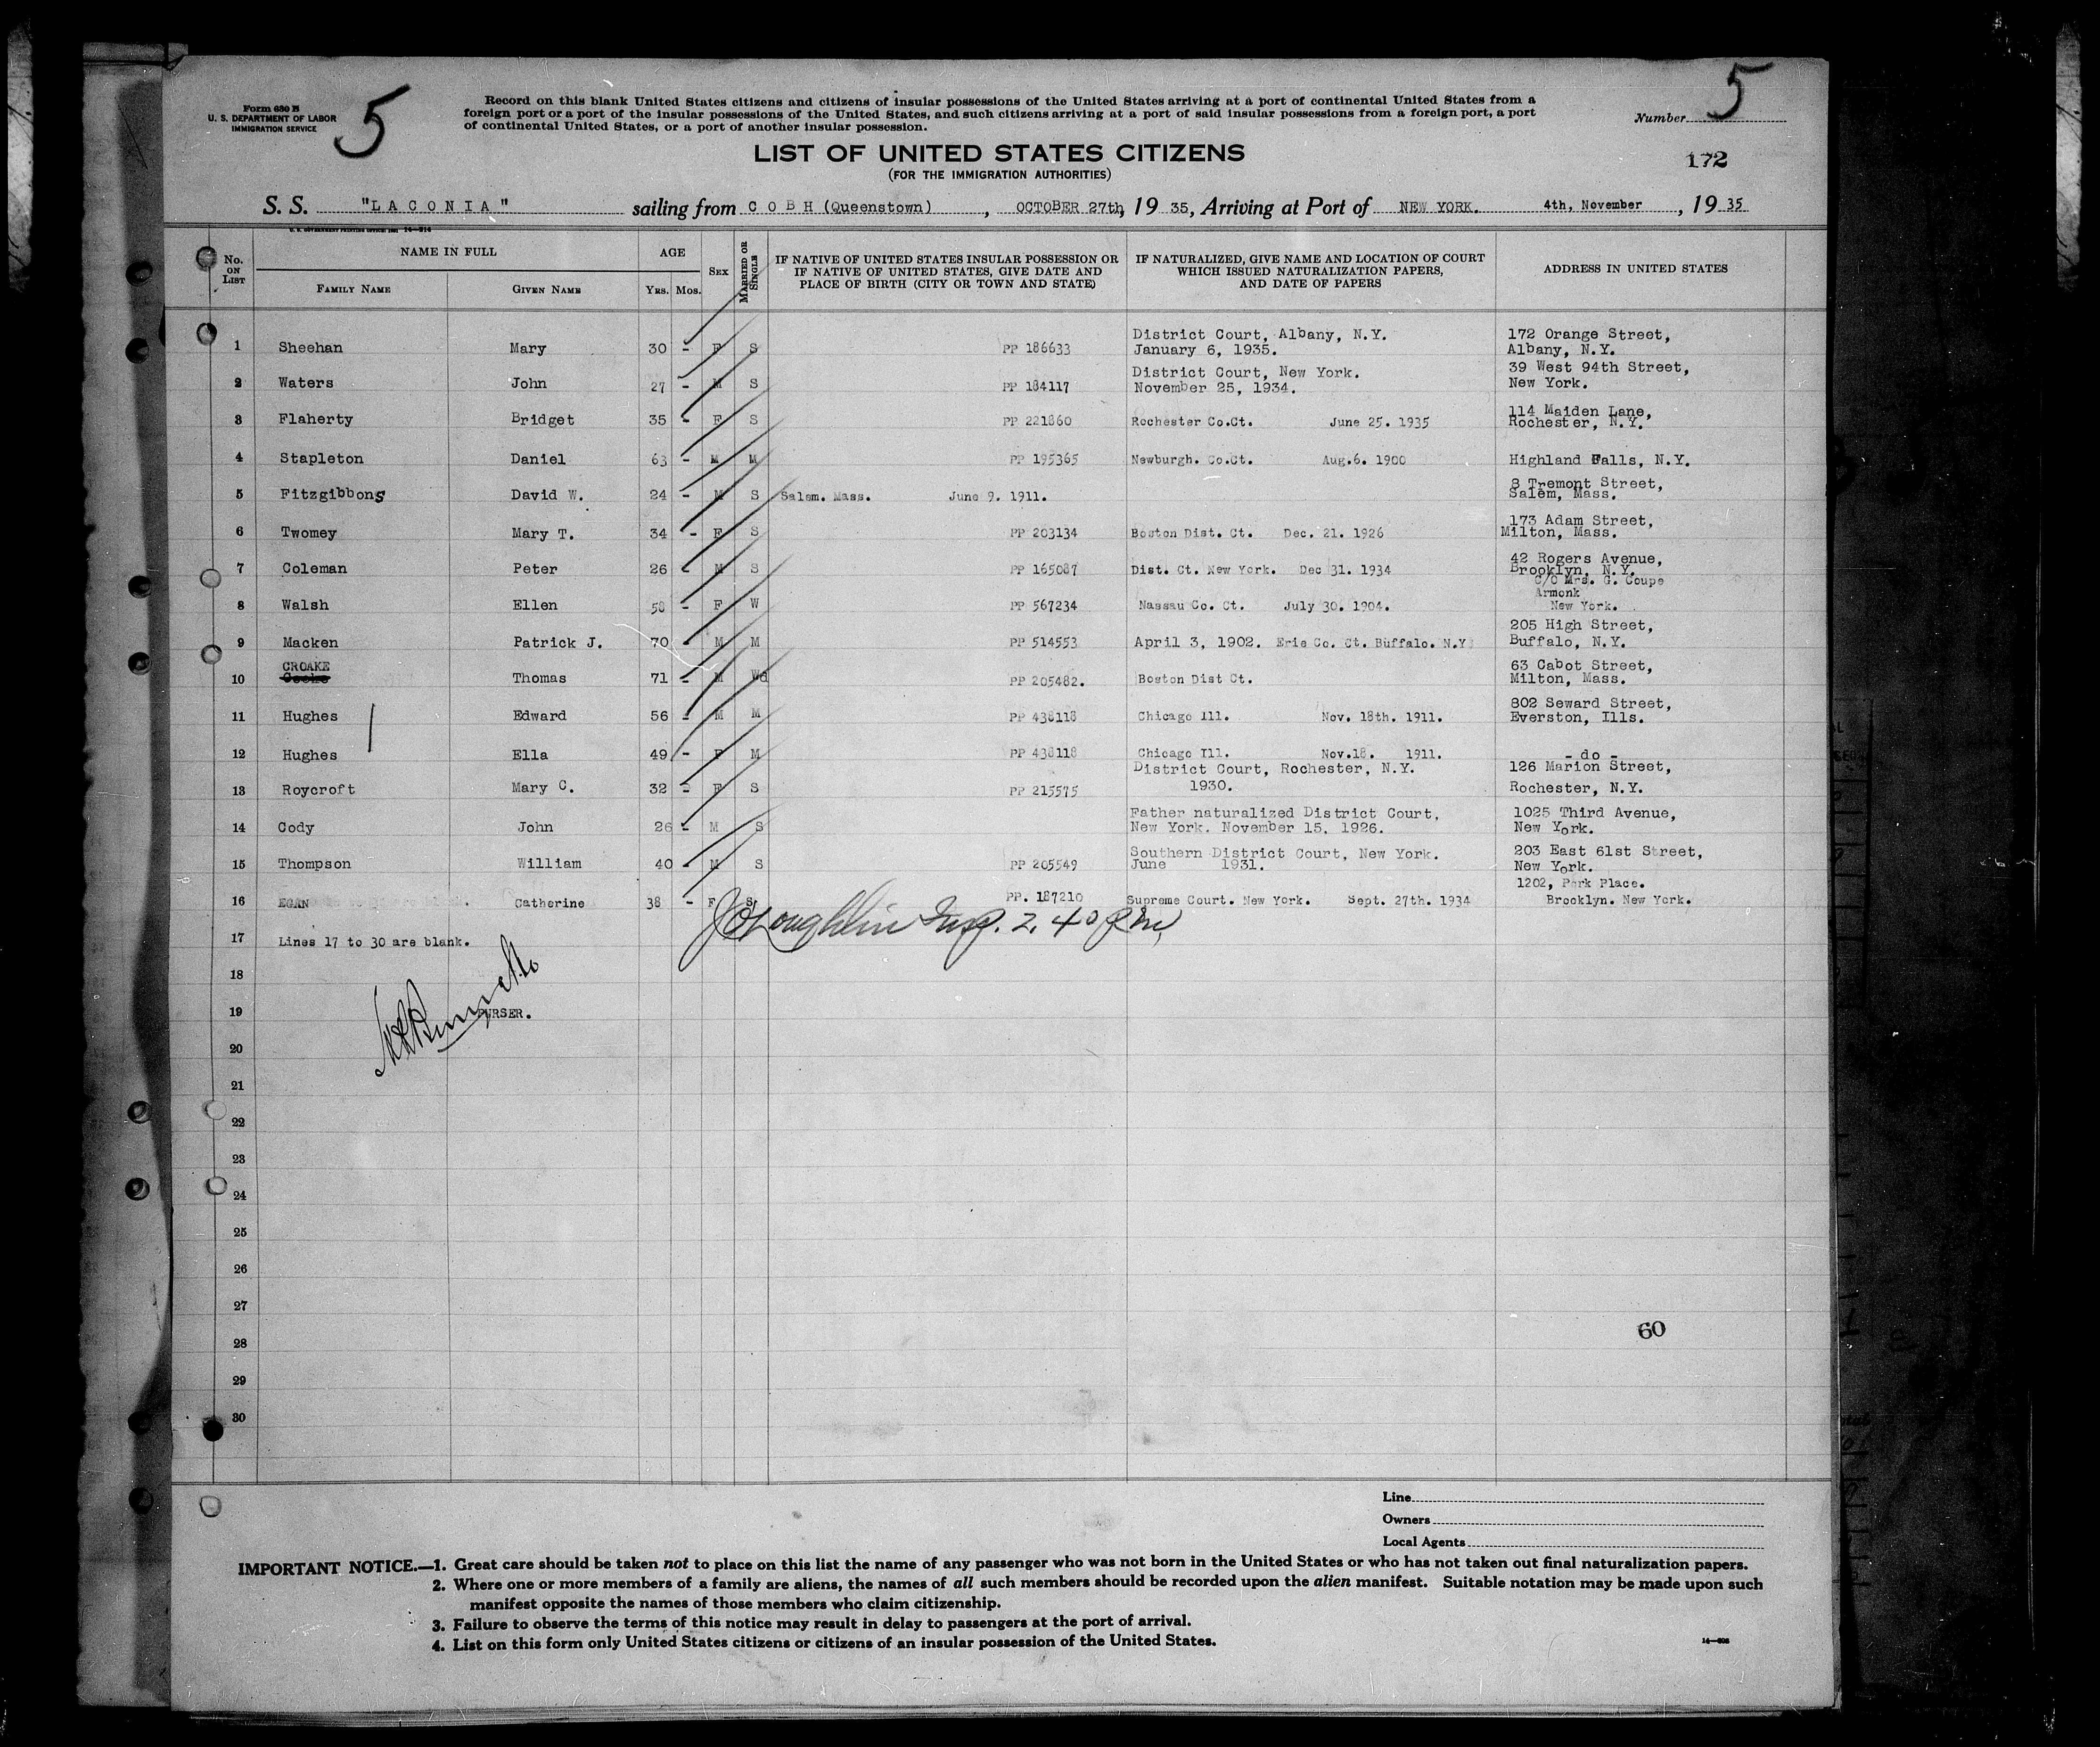 Form 630 B
U. S. DEPARTMENT OF LABOR
IMMIGRATION SERVICE
5
Record on this blank United States citizens and citizens of insular possessions of the United States arriving at a port of continental United States from a
foreign port or a port of the insular possessions of the United States, and such citizens arriving at a port of said insular possessions from a foreign port, a port
of continental United States, or a port of another insular possession.
Number 5
LIST OF UNITED STATES CITIZENS
(FOR THE IMMIGRATION AUTHORITIES)
172
S. S. "LACONIA" sailing from COBH (Queenstown), OCTOBER 27th, 19 35, Arriving at Port of NEW YORK. 4th, November, 19 35
No. ON LIST
NAME IN FULL
FAMILY NAME
GIVEN NAME
AGE
YRS.
MOS.
SEX
MARRIED OR SINGLE
IF NATIVE OF UNITED STATES INSULAR POSSESSION OR
IF NATIVE OF UNITED STATES, GIVE DATE AND
PLACE OF BIRTH (CITY OR TOWN AND STATE)
IF NATURALIZED, GIVE NAME AND LOCATION OF COURT
WHICH ISSUED NATURALIZATION PAPERS,
AND DATE OF PAPERS
ADDRESS IN UNITED STATES
1 Sheehan Mary 30 - F S PP 186633 District Court, Albany, N.Y. January 6, 1935. 172 Orange Street, Albany, N.Y.
2 Waters John 27 - M S PP 184117 District Court, New York. November 25, 1934. 39 West 94th Street, New York.
3 Flaherty Bridget 35 - F S PP 221860 Rochester Co.Ct. June 25. 1935 114 Maiden Lane, Rochester, N.Y.
4 Stapleton Daniel 63 - M M PP 195365 Newburgh. Co.Ct. Aug.6. 1900 Highland Falls, N.Y.
5 Fitzgibbons David W. 24 - M S Salem. Mass. June 9. 1911. 8 Tremont Street, Salem, Mass.
6 Twomey Mary T. 34 - F S PP 203134 Boston Dist. Ct. Dec. 21. 1926 173 Adam Street, Milton, Mass.
7 Coleman Peter 26 - M S PP 165087 Dist. Ct. New York. Dec 31. 1934 42 Rogers Avenue, Brooklyn, N.Y.
8 Walsh Ellen 58 - F W PP 567234 Nassau Co. Ct. July 30. 1904. C/O Mrs. G. Coupe Armonk New York.
9 Macken Patrick J. 70 - M M PP 514553 April 3, 1902. Erie Co. Ct. Buffalo. N.Y 205 High Street, Buffalo, N.Y.
10 CROAKE Thomas 71 - M Wd PP 205482. Boston Dist Ct. 63 Cabot Street, Milton, Mass.
11 Hughes Edward 56 - M M PP 438118 Chicago Ill. Nov. 18th. 1911. 802 Seward Street, Everston, Ills.
12 Hughes Ella 49 - F M PP 438118 Chicago Ill. Nov.18. 1911. - do -
13 Roycroft Mary C. 32 - F S PP 215575 District Court, Rochester, N.Y. 1930. 126 Marion Street, Rochester, N.Y.
14 Cody John 26 - M S Father naturalized District Court, New York. November 15, 1926. 1025 Third Avenue, New York.
15 Thompson William 40 - M S PP 205549 Southern District Court, New York. June 1931. 203 East 61st Street, New York.
16 EGAN Catherine 38 - F S PP. 187210 Supreme Court. New York. Sept. 27th. 1934 1202, Park Place. Brooklyn. New York.
J O'Loughlin Insp. 2.40 pm
17 Lines 17 to 30 are blank.
18
19 PURSER.
20
21
22
23
24
25
26
27
28
60
29
30
Line
Owners
Local Agents
IMPORTANT NOTICE.—1. Great care should be taken not to place on this list the name of any passenger who was not born in the United States or who has not taken out final naturalization papers.
2. Where one or more members of a family are aliens, the names of all such members should be recorded upon the alien manifest. Suitable notation may be made upon such
manifest opposite the names of those members who claim citizenship.
3. Failure to observe the terms of this notice may result in delay to passengers at the port of arrival.
4. List on this form only United States citizens or citizens of an insular possession of the United States.